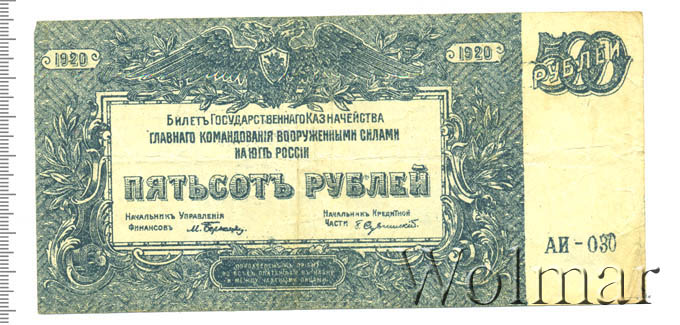 1920
1920
500
РУБЛЕЙ
БИЛЕТЪ ГОСУДАРСТВЕННАГО КАЗНАЧЕЙСТВА
ГЛАВНАГО КОМАНДОВАНІЯ ВООРУЖЕННЫМИ СИЛАМИ
НА ЮГѢ РОССІИ
ПЯТЬСОТЪ РУБЛЕЙ
НАЧАЛЬНИКЪ УПРАВЛЕНІЯ
ФИНАНСОВЪ
НАЧАЛЬНИКЪ КРЕДИТНОЙ
ЧАСТИ
АИ-030
Wolmar